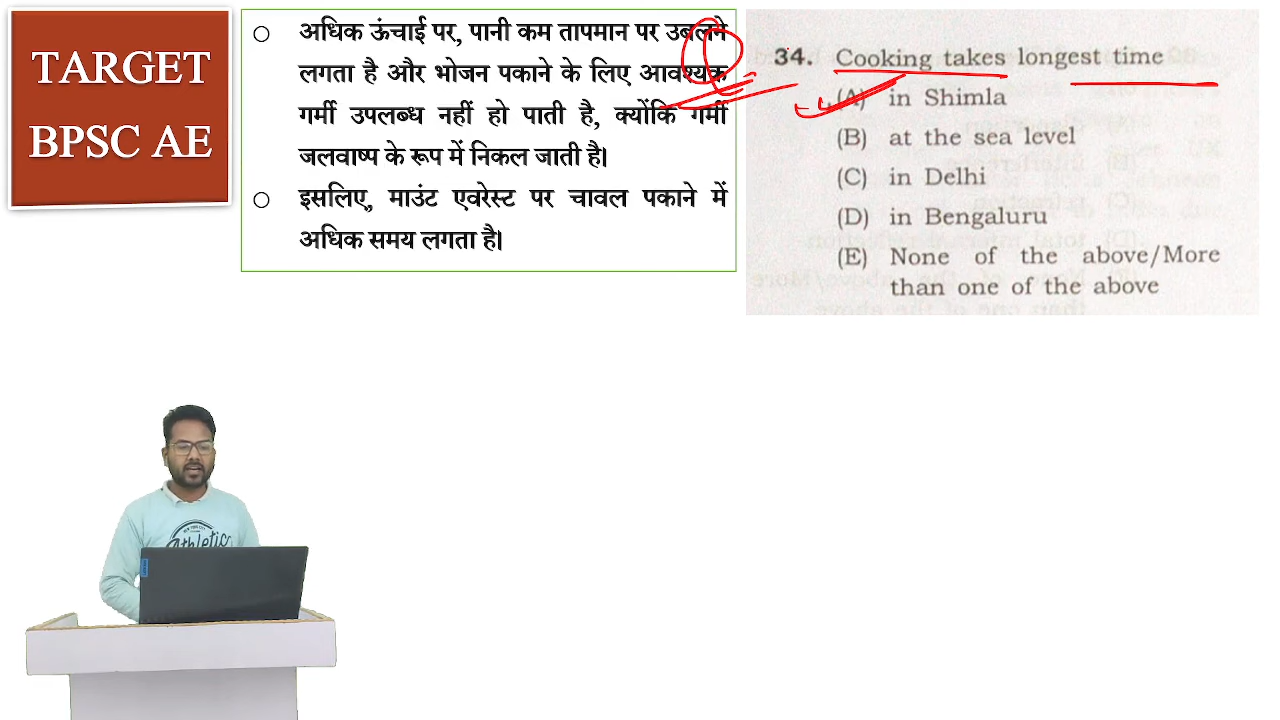 TARGET
BPSC AE
○ अधिक ऊंचाई पर, पानी कम तापमान पर उबलने
लगता है और भोजन पकाने के लिए आवश्यक
गर्मी उपलब्ध नहीं हो पाती है, क्योंकि गर्मी
जलवाष्प के रूप में निकल जाती है।
○ इसलिए, माउंट एवरेस्ट पर चावल पकाने में
अधिक समय लगता है।
34. Cooking takes longest time
(A) in Shimla
(B) at the sea level
(C) in Delhi
(D) in Bengaluru
(E) None of the above/More
than one of the above
Athletic